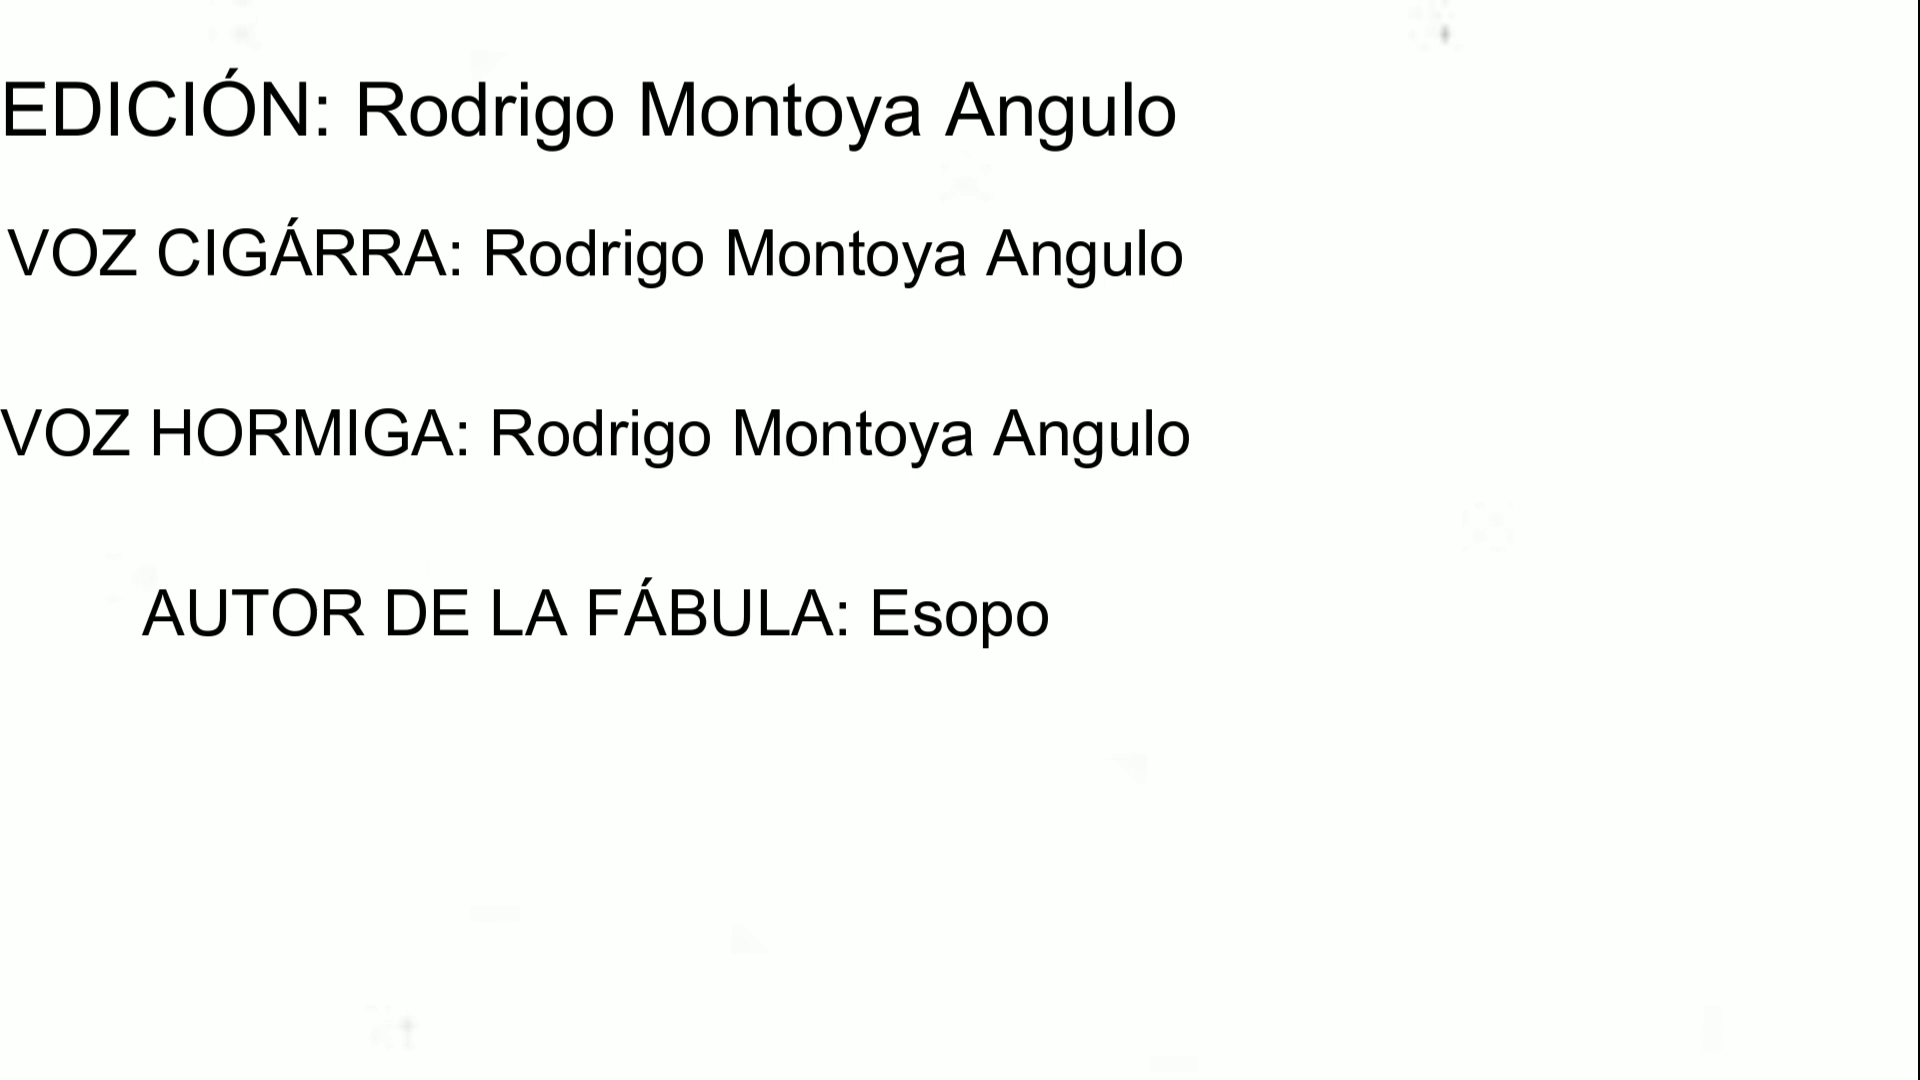 EDICIÓN: Rodrigo Montoya Angulo
VOZ CIGÁRRA: Rodrigo Montoya Angulo
VOZ HORMIGA: Rodrigo Montoya Angulo
AUTOR DE LA FÁBULA: Esopo